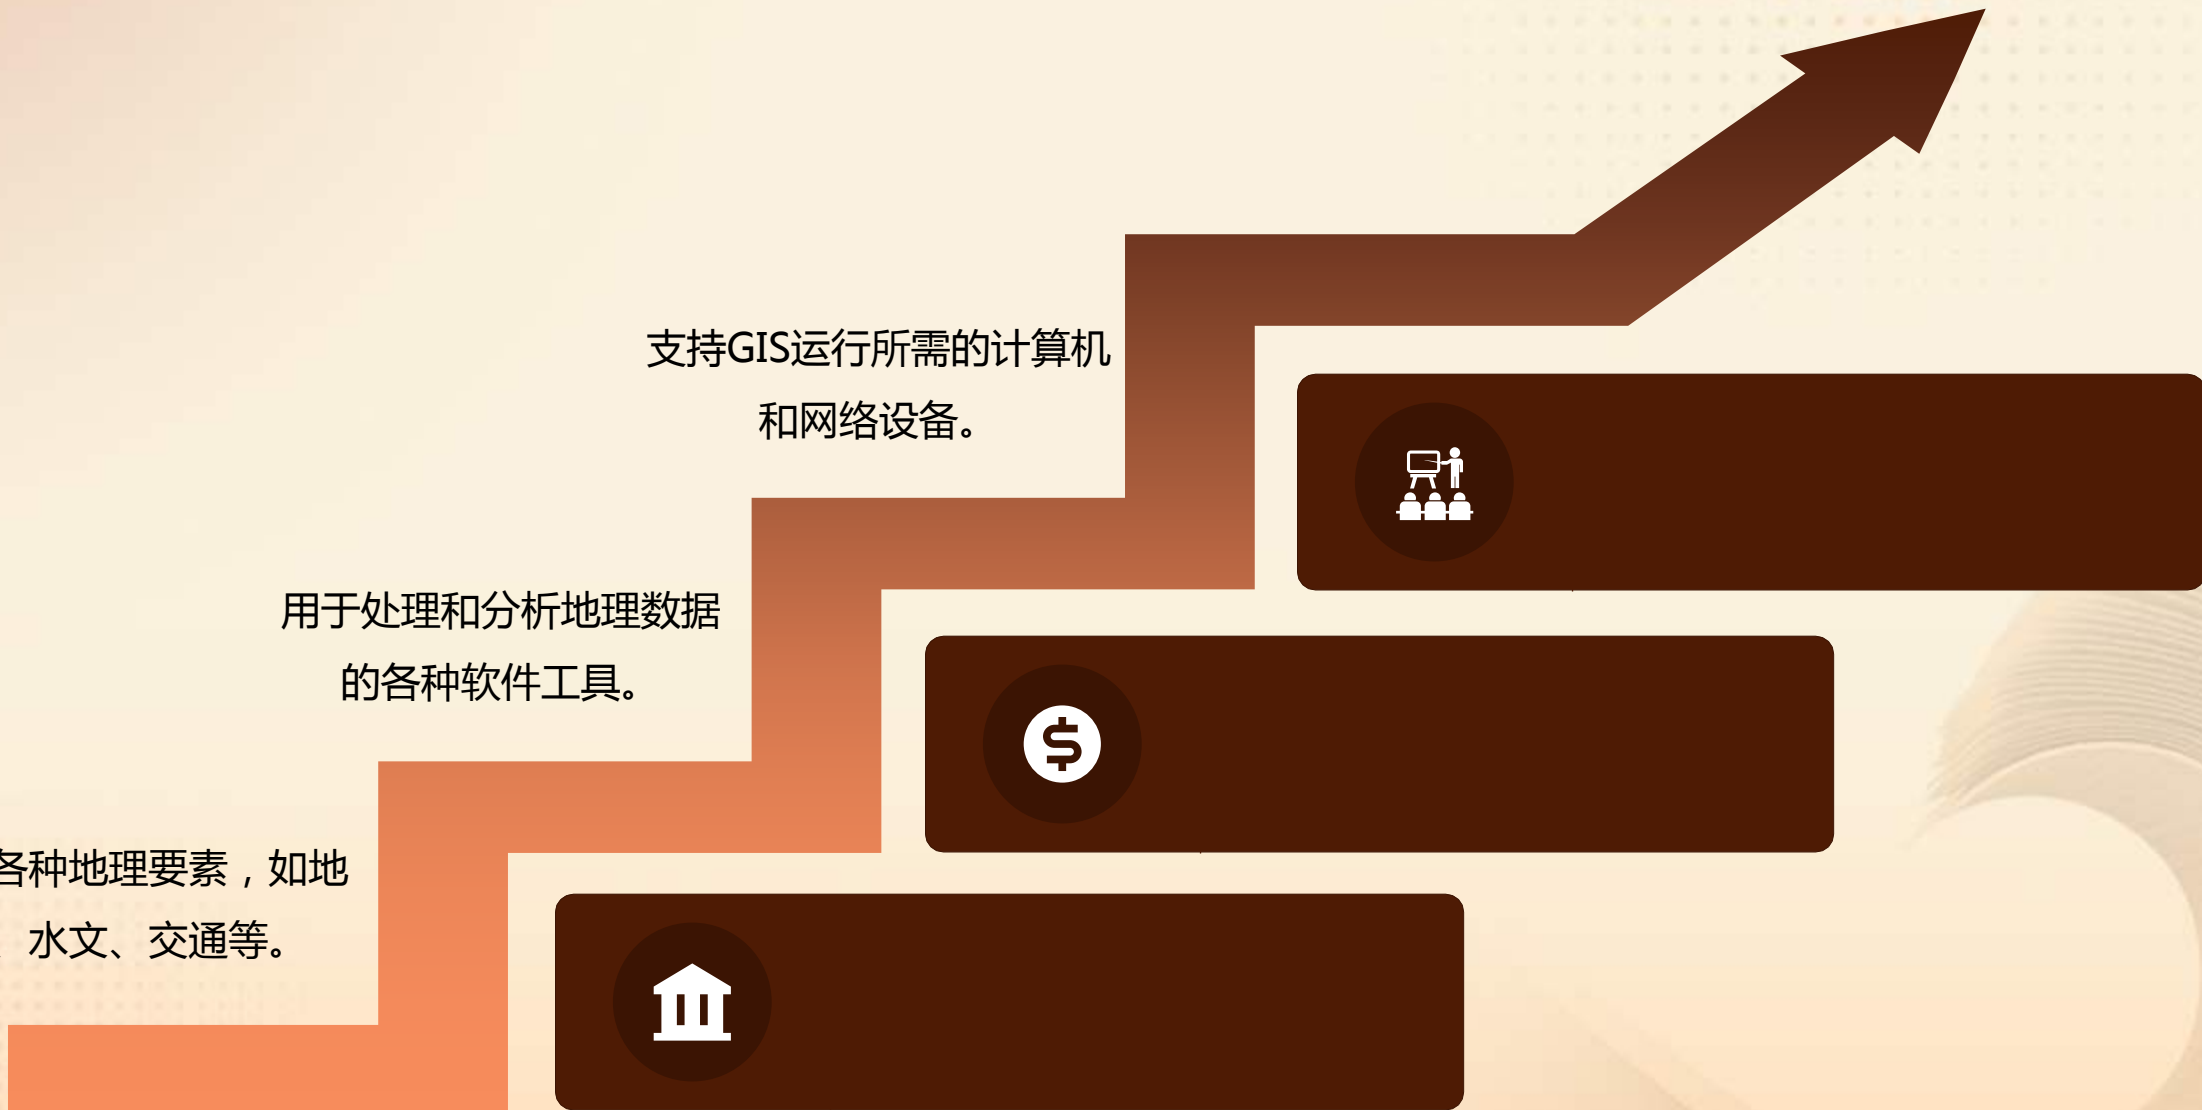 支持GIS运行所需的计算机
和网络设备。
用于处理和分析地理数据
的各种软件工具。
各种地理要素，如地
水文、交通等。